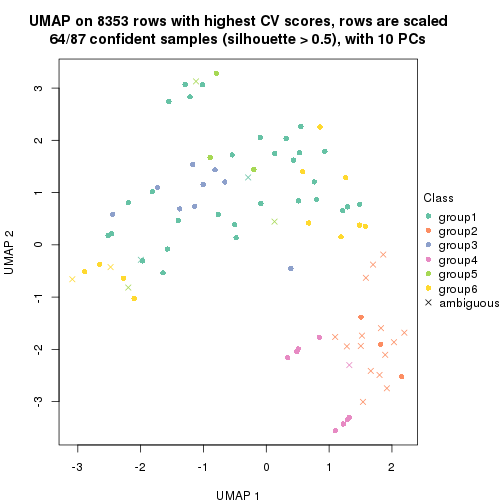 UMAP on 8353 rows with highest CV scores, rows are scaled
64/87 confident samples (silhouette > 0.5), with 10 PCs
3
2
1
0
-1
-2
-3
UMAP 2
-3
-2
-1
0
1
2
UMAP 1
Class
group1
group2
group3
group4
group5
group6
ambiguous